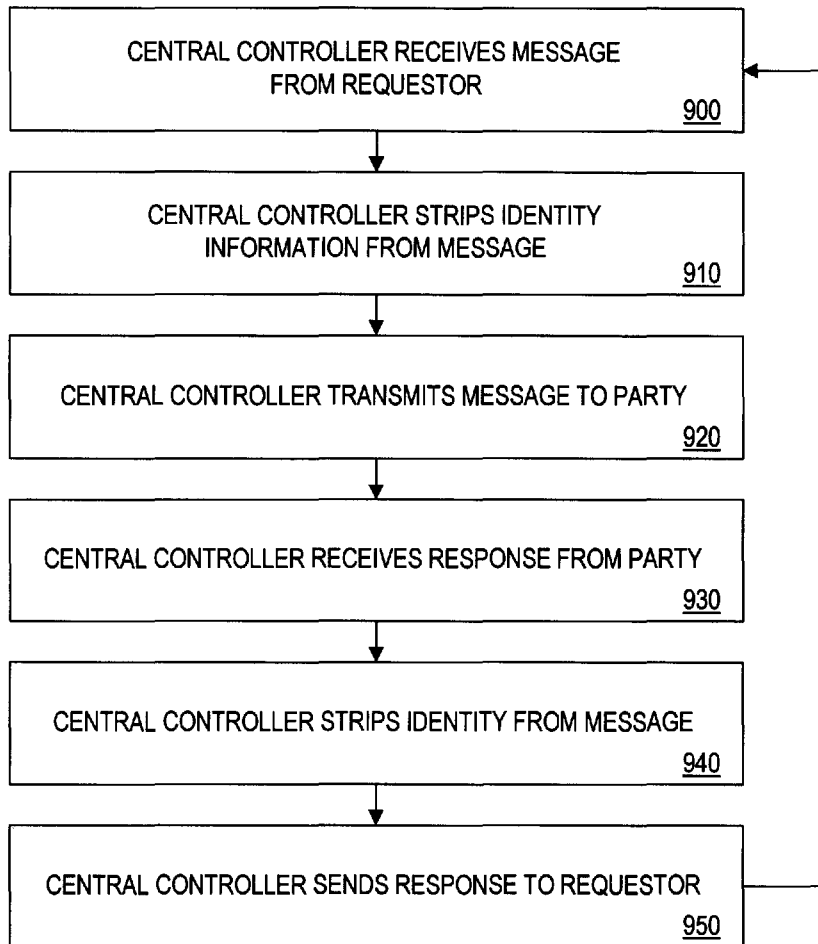 CENTRAL CONTROLLER RECEIVES MESSAGE
FROM REQUESTOR
900
CENTRAL CONTROLLER STRIPS IDENTITY
INFORMATION FROM MESSAGE
910
CENTRAL CONTROLLER TRANSMITS MESSAGE TO PARTY
920
CENTRAL CONTROLLER RECEIVES RESPONSE FROM PARTY
930
CENTRAL CONTROLLER STRIPS IDENTITY FROM MESSAGE
940
CENTRAL CONTROLLER SENDS RESPONSE TO REQUESTOR
950